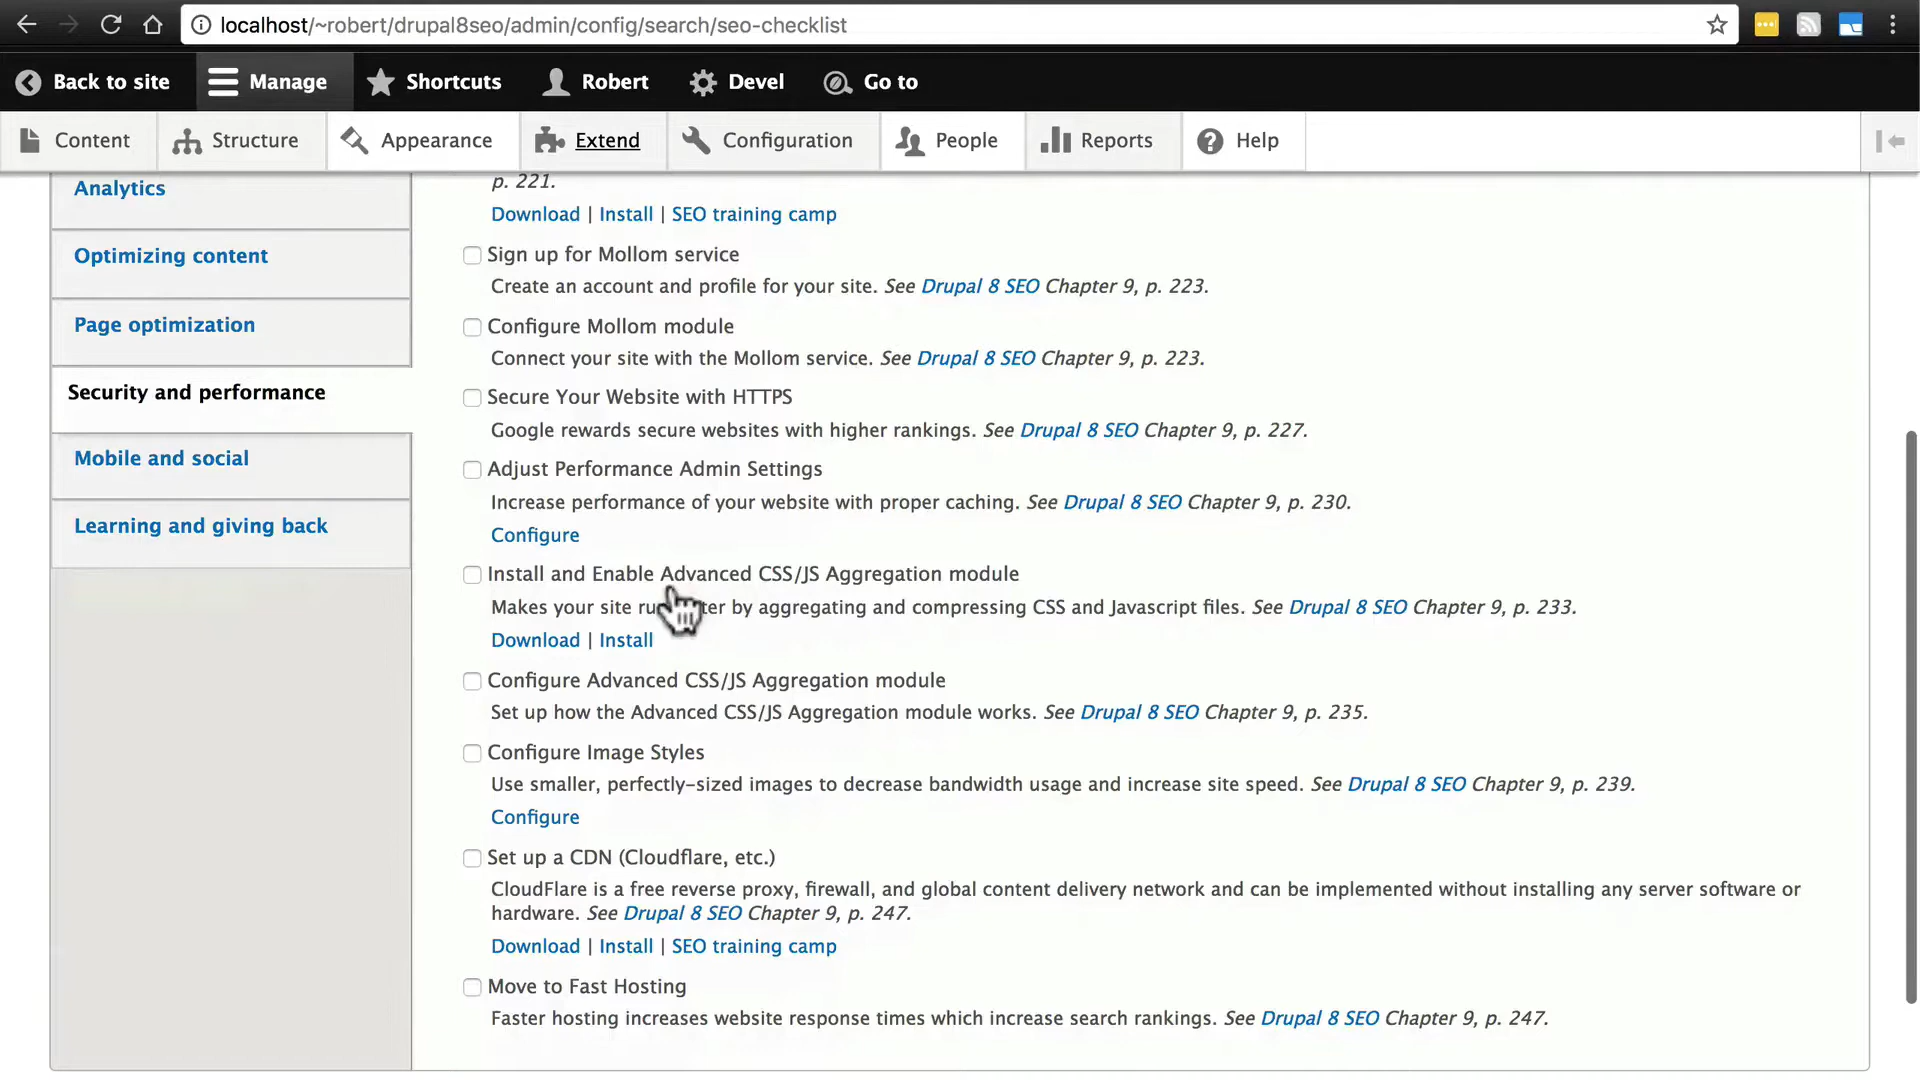 localhost/~robert/drupal8seo/admin/config/search/seo-checklist
Back to site Manage Shortcuts Robert Devel Go to
Content Structure Appearance Extend Configuration People Reports Help
Analytics
Optimizing content
Page optimization
Security and performance
Mobile and social
Learning and giving back
p. 221.
Download | Install | SEO training camp
Sign up for Mollom service
Create an account and profile for your site. See Drupal 8 SEO Chapter 9, p. 223.
Configure Mollom module
Connect your site with the Mollom service. See Drupal 8 SEO Chapter 9, p. 223.
Secure Your Website with HTTPS
Google rewards secure websites with higher rankings. See Drupal 8 SEO Chapter 9, p. 227.
Adjust Performance Admin Settings
Increase performance of your website with proper caching. See Drupal 8 SEO Chapter 9, p. 230.
Configure
Install and Enable Advanced CSS/JS Aggregation module
Makes your site by aggregating and compressing CSS and Javascript files. See Drupal 8 SEO Chapter 9, p. 233.
Download | Install
Configure Advanced CSS/JS Aggregation module
Set up how the Advanced CSS/JS Aggregation module works. See Drupal 8 SEO Chapter 9, p. 235.
Configure Image Styles
Use smaller, perfectly-sized images to decrease bandwidth usage and increase site speed. See Drupal 8 SEO Chapter 9, p. 239.
Configure
Set up a CDN (Cloudflare, etc.)
CloudFlare is a free reverse proxy, firewall, and global content delivery network and can be implemented without installing any server software or
hardware. See Drupal 8 SEO Chapter 9, p. 247.
Download | Install | SEO training camp
Move to Fast Hosting
Faster hosting increases website response times which increase search rankings. See Drupal 8 SEO Chapter 9, p. 247.